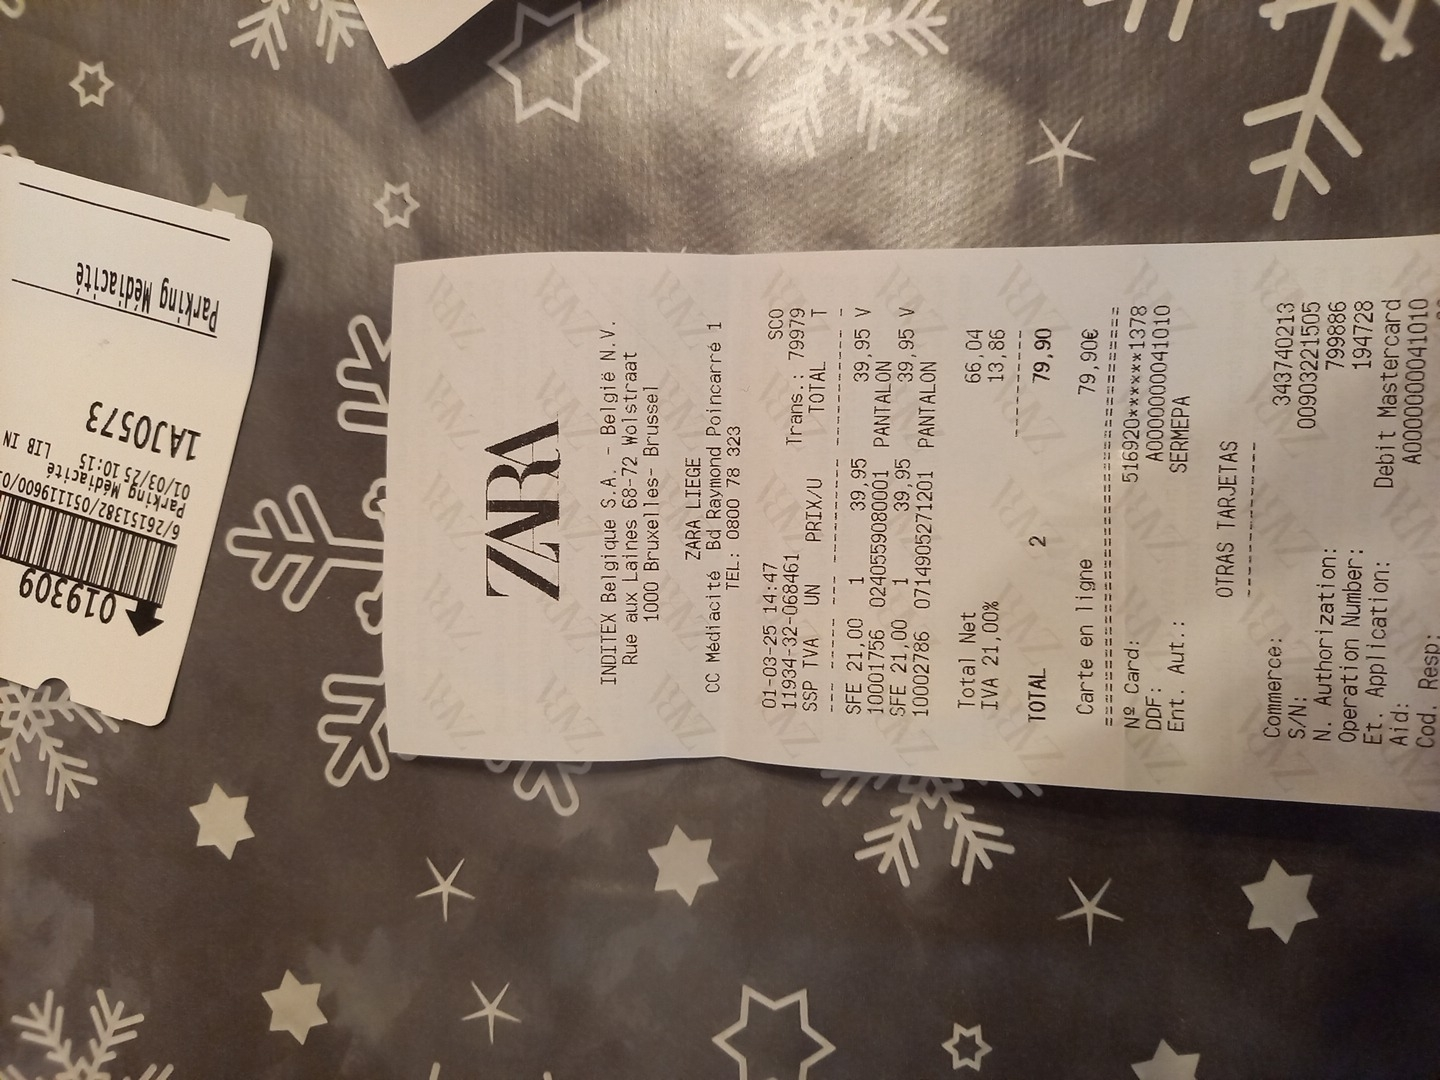 Parking Médiacité
1AJ0573
LIB IN
01/03/25 10:15
Parking Médiacité
019309
ZARA
INDITEX Belgique S.A. - België N.V.
Rue aux Laines 68-72 Wolstraat
1000 Bruxelles- Brussel
ZARA LIEGE
CC Médiacité Bd Raymond Poincarré 1
TEL: 0800 78 323
01-03-25 14:47 SCO
11934-32-068461 Trans.: 79979
SSP TVA UN PRIX/U TOTAL T
SFE 21,00 1 39,95 39,95 V
10001756 0240559080001 PANTALON
SFE 21,00 1 39,95 39,95 V
10002786 0714905271201 PANTALON
Total Net 66,04
IVA 21,00% 13,86
TOTAL 2 79,90
Carte en ligne 79,90€
Nº Card: 516920******1378
DDF: A0000000041010
Ent. Aut.: SERMEPA
OTRAS TARJETAS
Commerce: 343740213
S/N: 00903221505
N. Authorization: 799886
Operation Number: 194728
Et. Application: Debit Mastercard
Aid: A0000000041010
Cod. Resp: